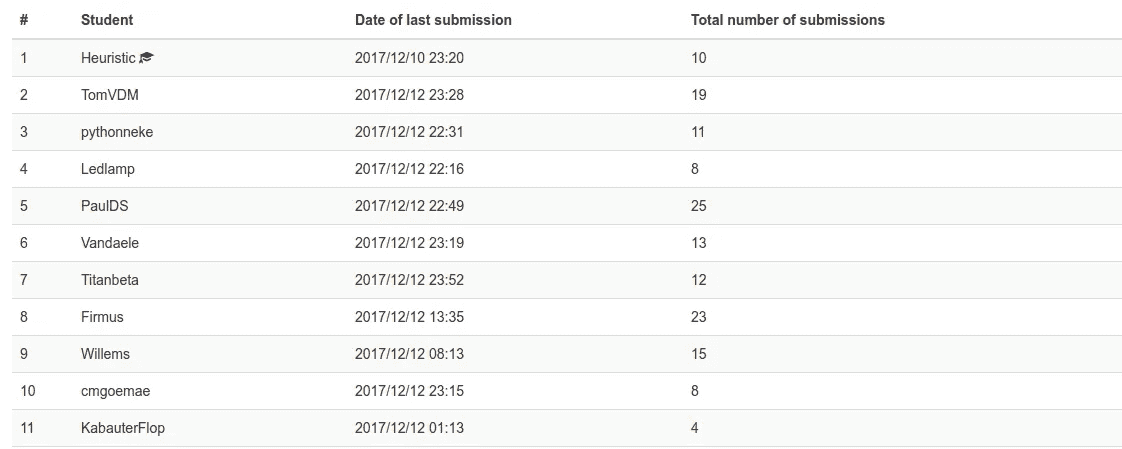 # Student Date of last submission Total number of submissions
1 Heuristic 2017/12/10 23:20 10
2 TomVDM 2017/12/12 23:28 19
3 pythonneke 2017/12/12 22:31 11
4 Ledlamp 2017/12/12 22:16 8
5 PaulDS 2017/12/12 22:49 25
6 Vandaele 2017/12/12 23:19 13
7 Titanbeta 2017/12/12 23:52 12
8 Firmus 2017/12/12 13:35 23
9 Willems 2017/12/12 08:13 15
10 cmgoemae 2017/12/12 23:15 8
11 KabauterFlop 2017/12/12 01:13 4